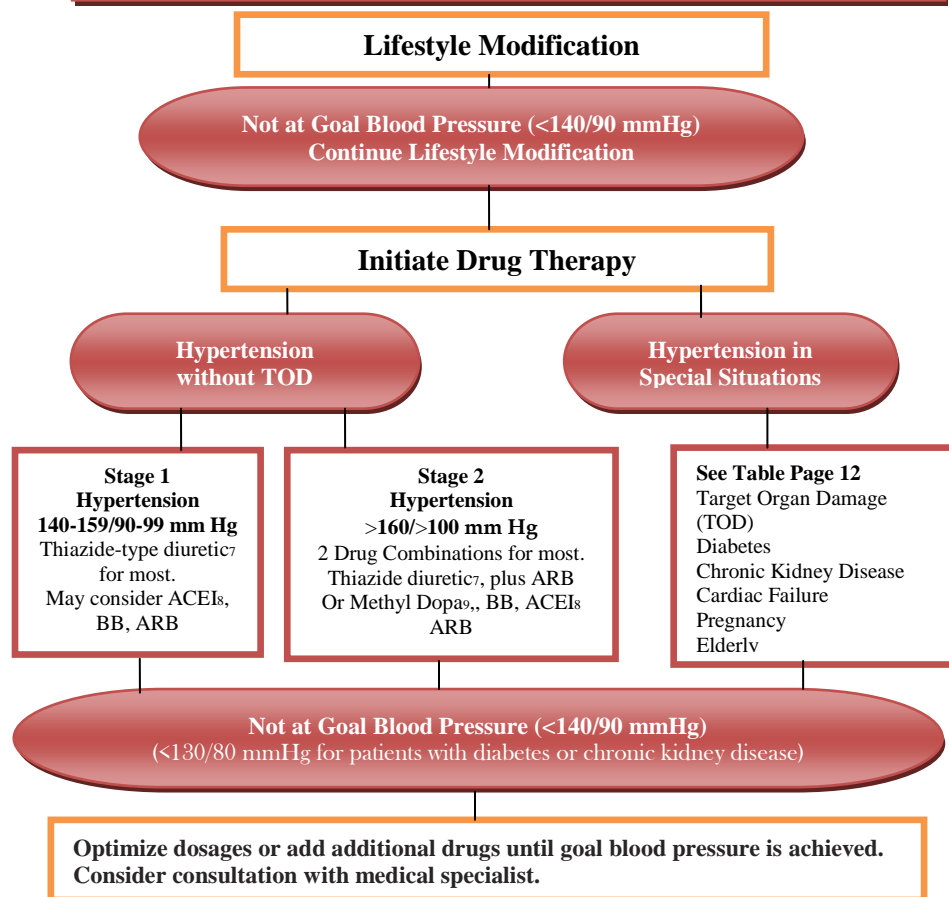 Lifestyle Modification
Not at Goal Blood Pressure (<140/90 mmHg)
Continue Lifestyle Modification
Initiate Drug Therapy
Hypertension
without TOD
Hypertension in
Special Situations
Stage 1
Hypertension
140-159/90-99 mm Hg
Thiazide-type diuretic₇
for most.
May consider ACEI₈,
BB, ARB
Stage 2
Hypertension
>160/>100 mm Hg
2 Drug Combinations for most.
Thiazide diuretic₇, plus ARB
Or Methyl Dopa₉,, BB, ACEI₈
ARB
See Table Page 12
Target Organ Damage
(TOD)
Diabetes
Chronic Kidney Disease
Cardiac Failure
Pregnancy
Elderly
Not at Goal Blood Pressure (<140/90 mmHg)
(<130/80 mmHg for patients with diabetes or chronic kidney disease)
Optimize dosages or add additional drugs until goal blood pressure is achieved.
Consider consultation with medical specialist.